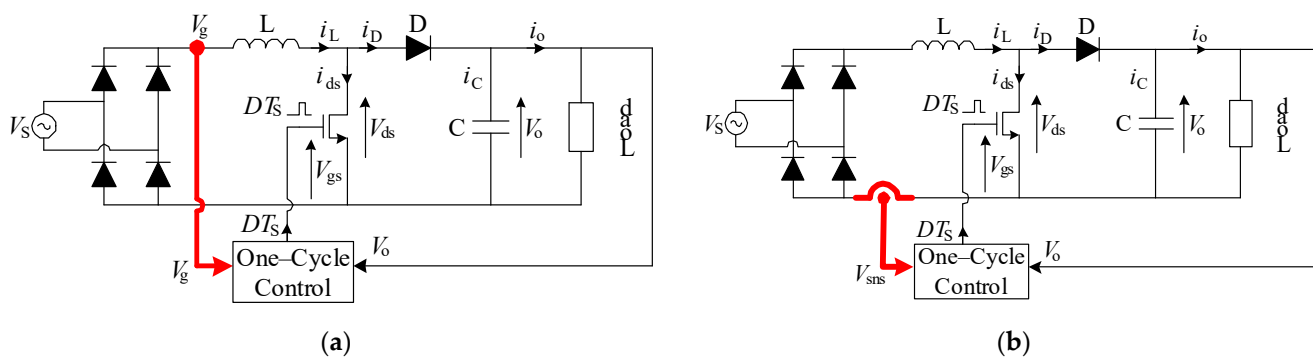 Vg L iL iD D io
ids
iC
VS
DTS
Vds
C
Vo
Load
Vgs
DTS
Vg
One–Cycle
Control
Vo
(a)
L iL iD D io
ids
iC
VS
DTS
Vds
C
Vo
Load
Vgs
DTS
Vsns
One–Cycle
Control
Vo
(b)